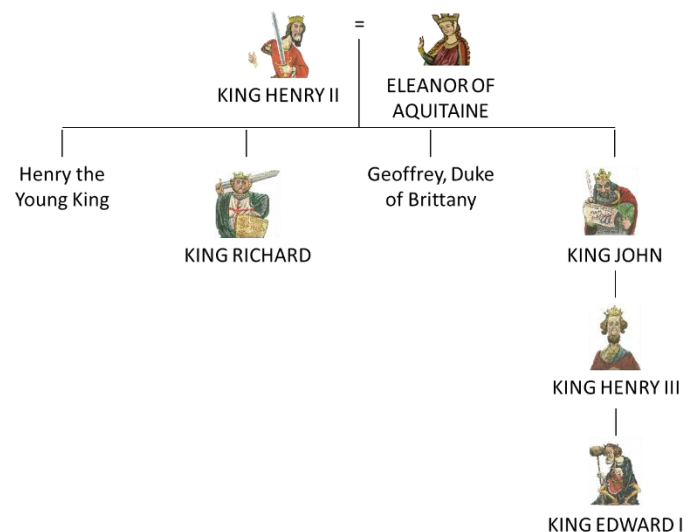 =
KING HENRY II
ELEANOR OF
AQUITAINE
Henry the
Young King
KING RICHARD
Geoffrey, Duke
of Brittany
KING JOHN
KING HENRY III
KING EDWARD I